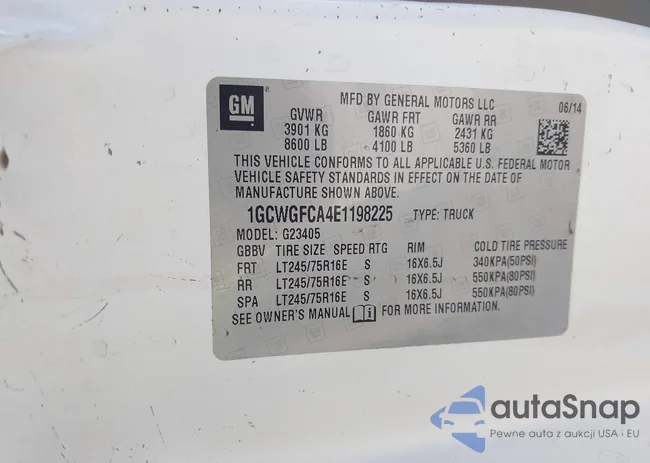 GM
MFD BY GENERAL MOTORS LLC 06/14
GVWR GAWR FRT GAWR RR
3901 KG 1860 KG 2431 KG
8600 LB 4100 LB 5360 LB
THIS VEHICLE CONFORMS TO ALL APPLICABLE U.S. FEDERAL MOTOR
VEHICLE SAFETY STANDARDS IN EFFECT ON THE DATE OF
MANUFACTURE SHOWN ABOVE.
1GCWGFCA4E1198225 TYPE: TRUCK
MODEL: G23405
GBBV TIRE SIZE SPEED RTG RIM COLD TIRE PRESSURE
FRT LT245/75R16E S 16X6.5J 340KPA(50PSI)
RR LT245/75R16E S 16X6.5J 550KPA(80PSI)
SPA LT245/75R16E S 16X6.5J 550KPA(80PSI)
SEE OWNER'S MANUAL i FOR MORE INFORMATION.
autaSnap
Pewne auta z aukcji USA i EU